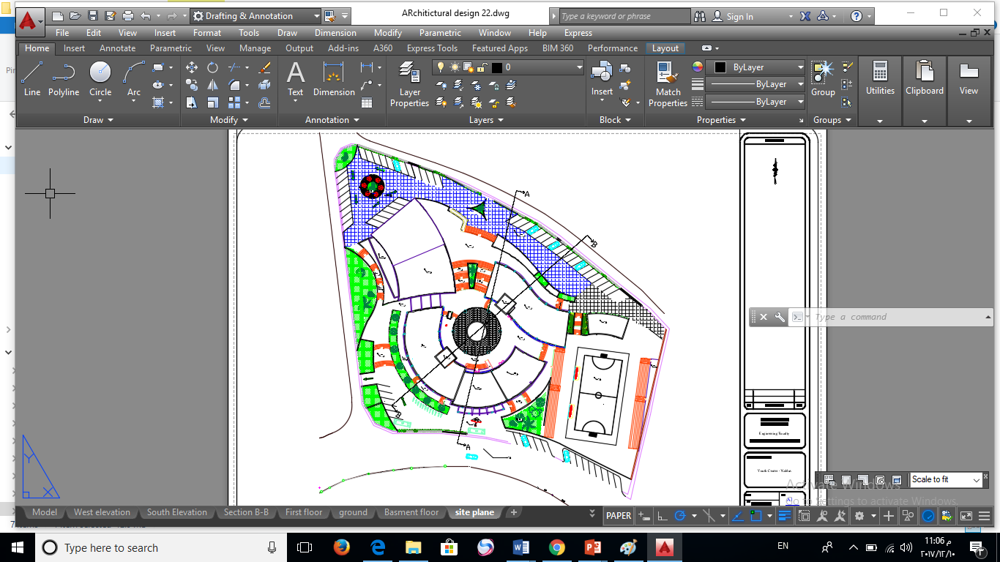 Drafting & Annotation
ARchitictural design 22.dwg
Type a keyword or phrase
Sign In
File Edit View Insert Format Tools Draw Dimension Modify Parametric Window Help Express
Home Insert Annotate Parametric View Manage Output Add-ins A360 Express Tools Featured Apps BIM 360 Performance Layout
0
ByLayer
Line Polyline Circle Arc
Text Dimension
Layer Properties
Insert
Match Properties
ByLayer
ByLayer
Group
Utilities
Clipboard
View
Draw Modify Annotation Layers Block Properties Groups
A
B
B
A
Type a command
Engineering Faculty
Youth Center - Nablus
Y
X
Scale to fit
Activate Windows
Go to Settings to activate Windows.
Model West elevation South Elevation Section B-B First floor ground Basment floor site plane
PAPER
Type here to search
EN
11:06 م
٢٠١٧/١٢/١٠
٣